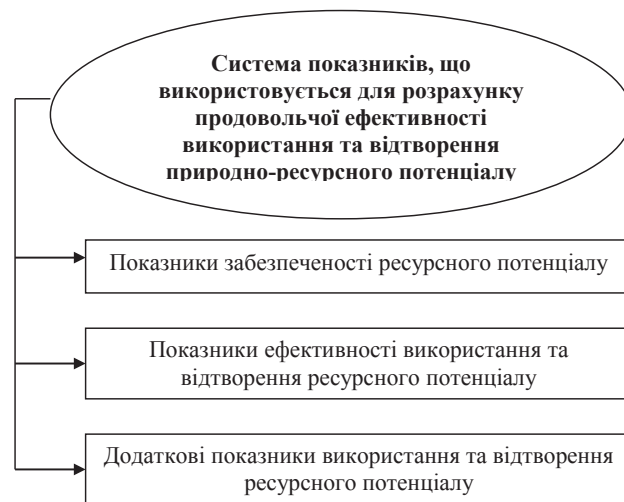 Система показників, що
використовується для розрахунку
продовольчої ефективності
використання та відтворення
природно-ресурсного потенціалу
Показники забезпеченості ресурсного потенціалу
Показники ефективності використання та
відтворення ресурсного потенціалу
Додаткові показники використання та відтворення
ресурсного потенціалу